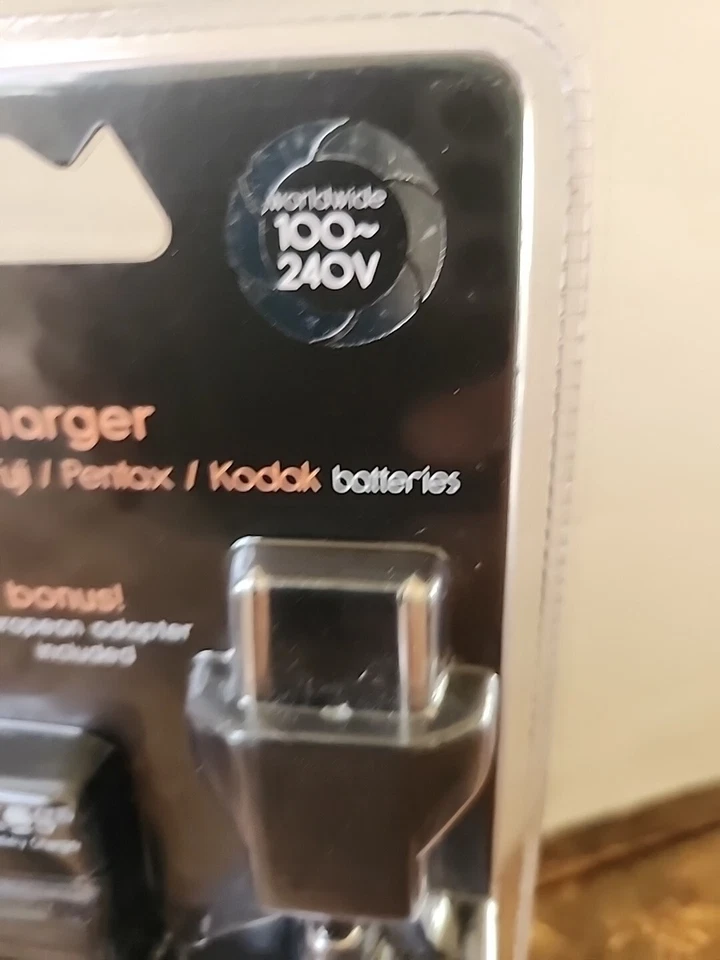 worldwide
100~
240V
harger
uji / Pentax / Kodak batteries
bonus!
ropean adapter
included